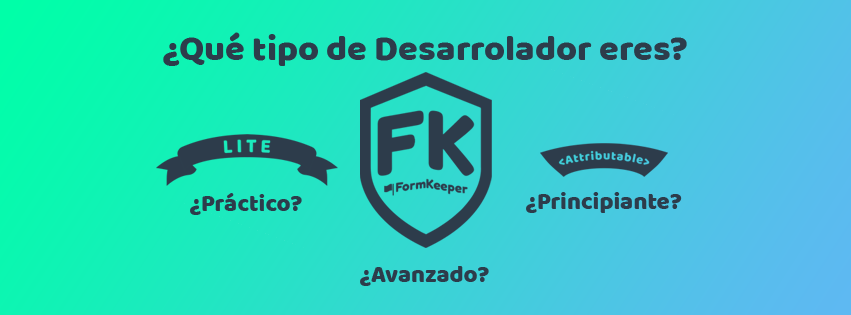 ¿Qué tipo de Desarrolador eres?
LITE
¿Práctico?
FK
FormKeeper
¿Avanzado?
<Attributable>
¿Principiante?